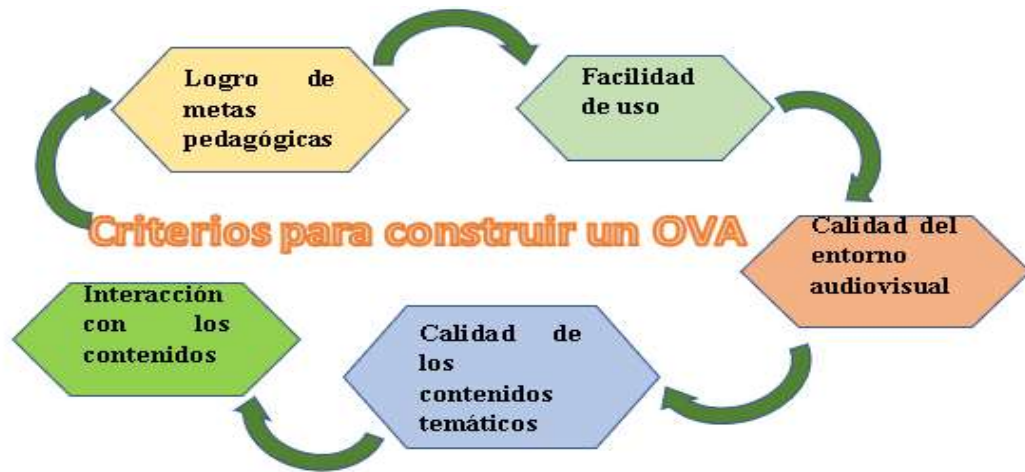 Logro de
metas
pedagógicas
Facilidad
de uso
Criterios para construir un OVA
Calidad del
entorno
audiovisual
Calidad de
los
contenidos
temáticos
Interacción
con los
contenidos